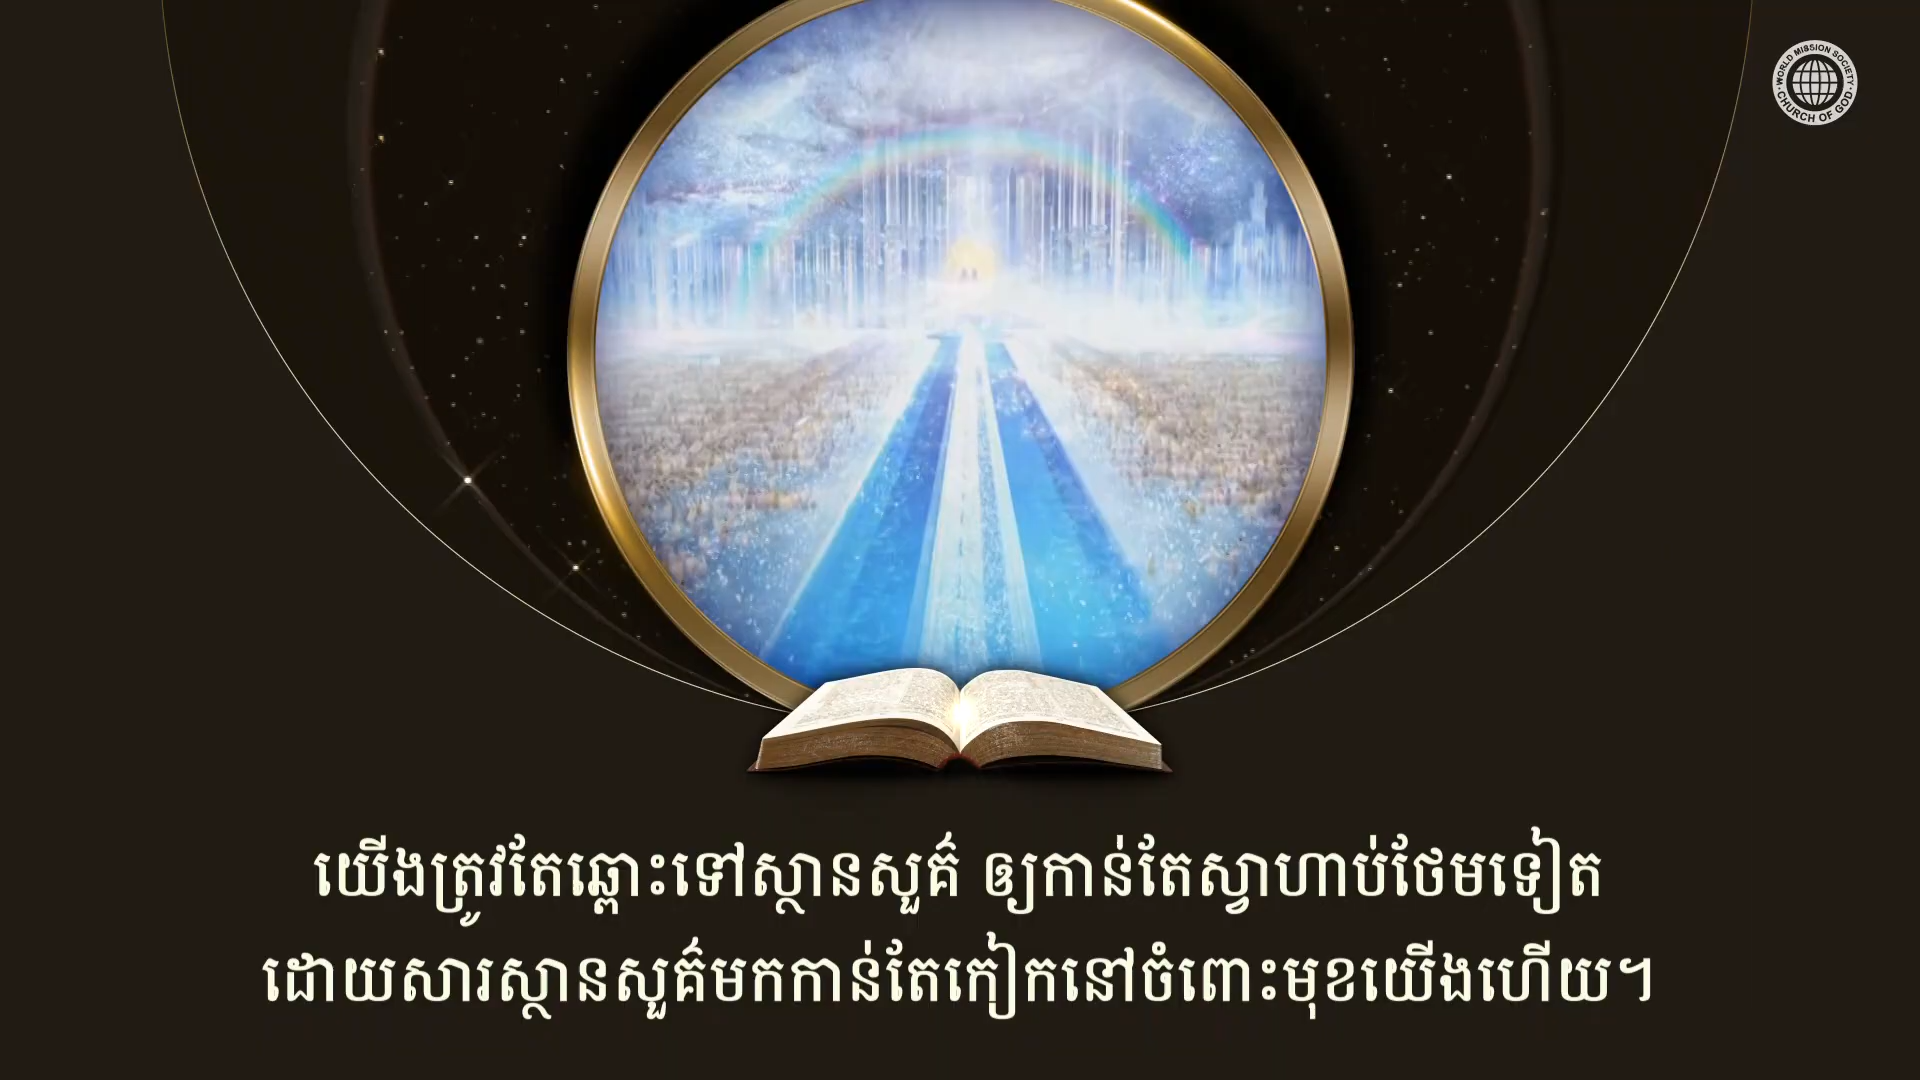 WORLD MISSION SOCIETY
CHURCH OF GOD
យើងត្រូវតែឆ្ពោះទៅស្ថានសួគ៌ ឲ្យកាន់តែស្វាហាប់ថែមទៀត
ដោយសារស្ថានសួគ៌មកកាន់តែកៀកនៅចំពោះមុខយើងហើយ។